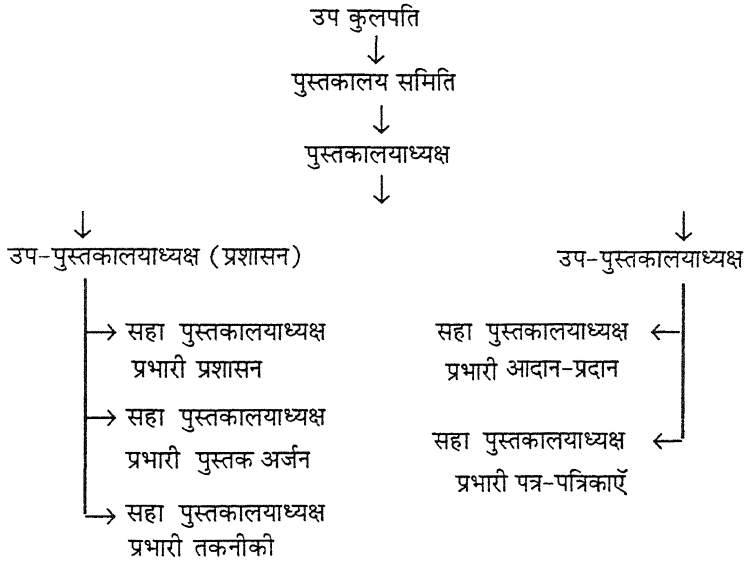 उप कुलपति
पुस्तकालय समिति
पुस्तकालयाध्यक्ष
उप-पुस्तकालयाध्यक्ष (प्रशासन)
उप-पुस्तकालयाध्यक्ष
सहा पुस्तकालयाध्यक्ष
प्रभारी प्रशासन
सहा पुस्तकालयाध्यक्ष
प्रभारी पुस्तक अर्जन
सहा पुस्तकालयाध्यक्ष
प्रभारी तकनीकी
सहा पुस्तकालयाध्यक्ष
प्रभारी आदान-प्रदान
सहा पुस्तकालयाध्यक्ष
प्रभारी पत्र-पत्रिकाऍ